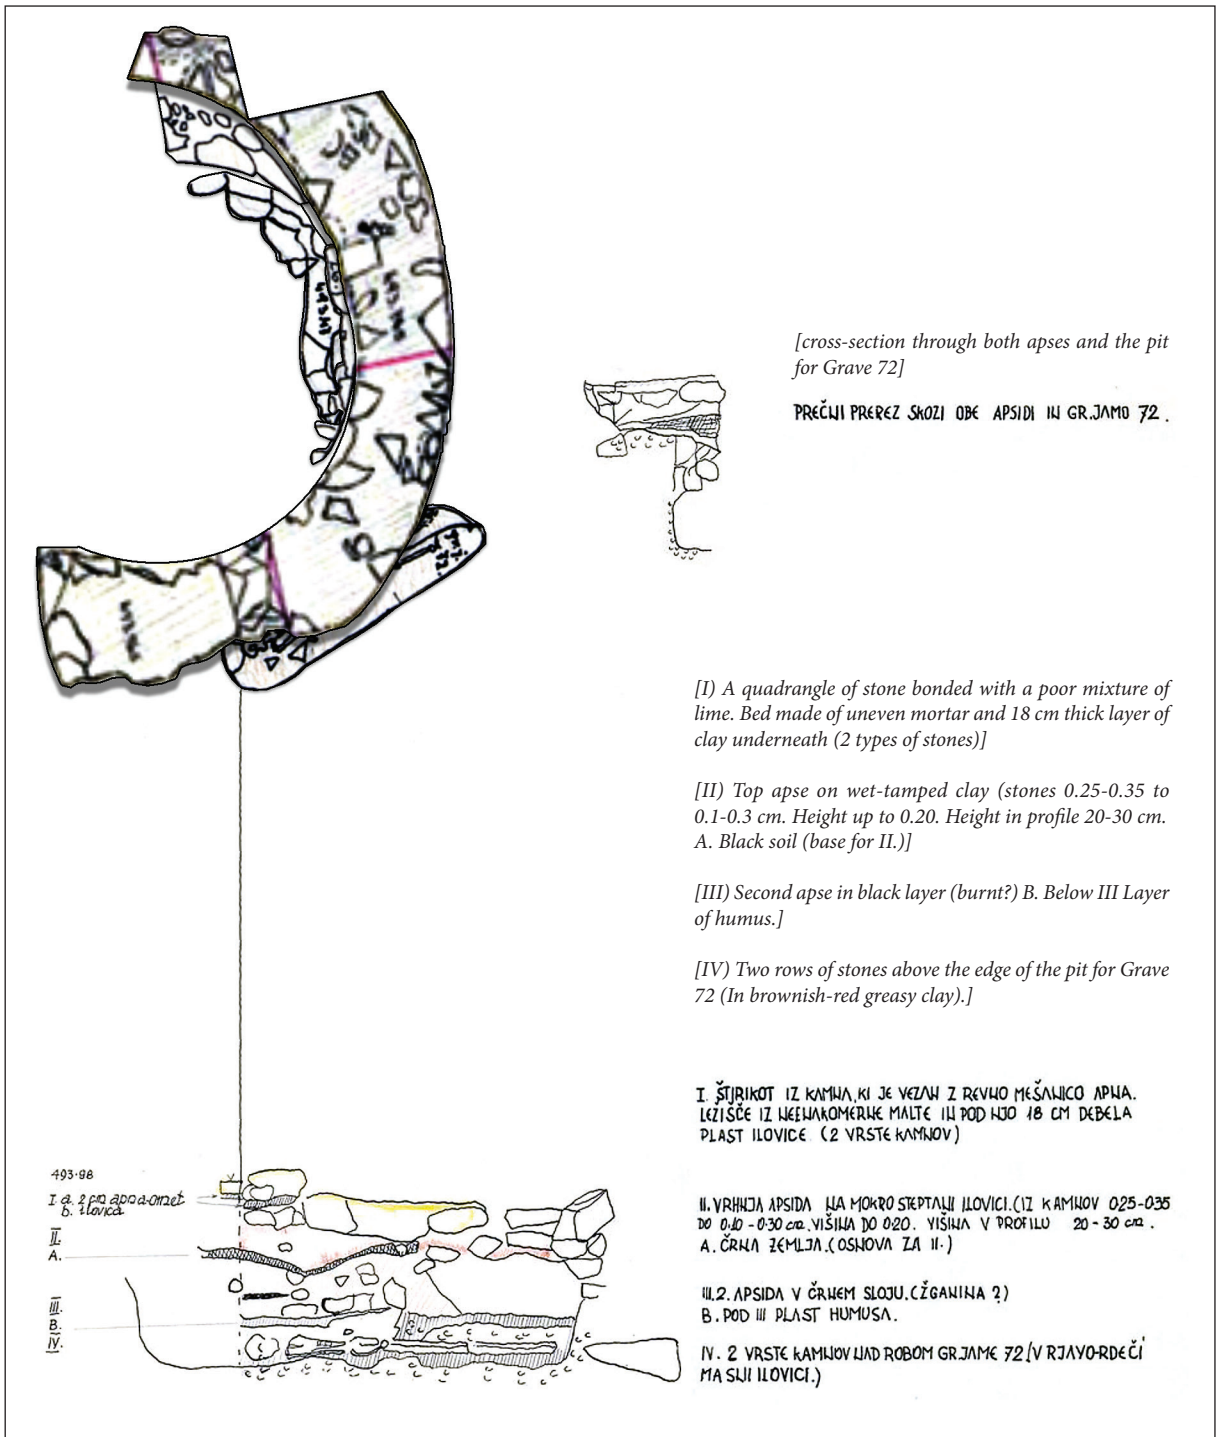 [cross-section through both apses and the pit
for Grave 72]
PREČNI PREREZ SKOZI OBE APSIDI IN GR.JAMO 72.
[I) A quadrangle of stone bonded with a poor mixture of
lime. Bed made of uneven mortar and 18 cm thick layer of
clay underneath (2 types of stones)]
[II) Top apse on wet-tamped clay (stones 0.25-0.35 to
0.1-0.3 cm. Height up to 0.20. Height in profile 20-30 cm.
A. Black soil (base for II.)]
[III) Second apse in black layer (burnt?) B. Below III Layer
of humus.]
[IV) Two rows of stones above the edge of the pit for Grave
72 (In brownish-red greasy clay).]
I. ŠTIRIKOT IZ KAMNA, KI JE VEZAN Z REVNO MEŠANICO APNA.
LEŽIŠČE IZ NEENAKOMERNE MALTE IN POD NJO 18 CM DEBELA
PLAST ILOVICE. (2 VRSTE KAMNOV)
493.98
I a. 2 cm apna-omet
b. ilovica
II.
A.
III.
B.
IV.
II. VRHNJA APSIDA NA MOKRO STEPTANI ILOVICI.(IZ KAMNOV 0.25-0.35
DO 0.10 - 0.30 cm. VIŠINA DO 0.20. VIŠINA V PROFILU 20 - 30 cm.
A. ČRNA ZEMLJA.(OSNOVA ZA II.)
III. 2. APSIDA V ČRNEM SLOJU.(ŽGANINA ?)
B. POD III PLAST HUMUSA.
IV. 2 VRSTE KAMNOV NAD ROBOM GR.JAME 72.(V RJAVO-RDEČI
MASTNI ILOVICI.)